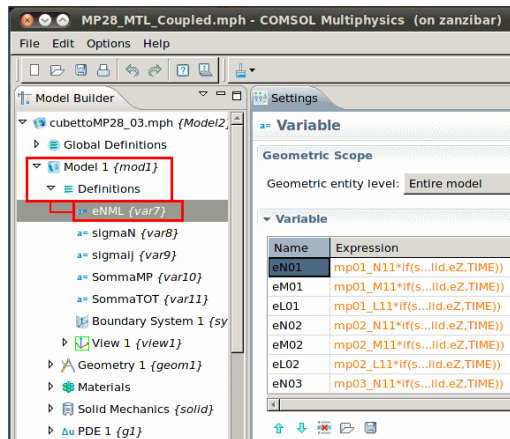 MP28_MTL_Coupled.mph - COMSOL Multiphysics (on zanzibar)
File Edit Options Help
Model Builder
cubettoMP28_03.mph {Model2}
Global Definitions
Model 1 {mod1}
Definitions
a= eNML {var7}
a= sigmaN {var8}
a= sigmaij {var9}
a= SommaMP {var10}
a= SommaTOT {var11}
Boundary System 1 {sy
View 1 {view1}
Geometry 1 {geom1}
Materials
Solid Mechanics {solid}
Δu PDE 1 {g1}
Settings
a= Variable
Geometric Scope
Geometric entity level: Entire model
Variable
Name Expression
eN01 mp01_N11*if(s...lid.eZ,TIME))
eM01 mp01_M11*if(s...lid.eZ,TIME))
eL01 mp01_L11*if(s...lid.eZ,TIME))
eN02 mp02_N11*if(s...lid.eZ,TIME))
eM02 mp02_M11*if(s...lid.eZ,TIME))
eL02 mp02_L11*if(s...lid.eZ,TIME))
eN03 mp03_N11*if(s...lid.eZ,TIME))